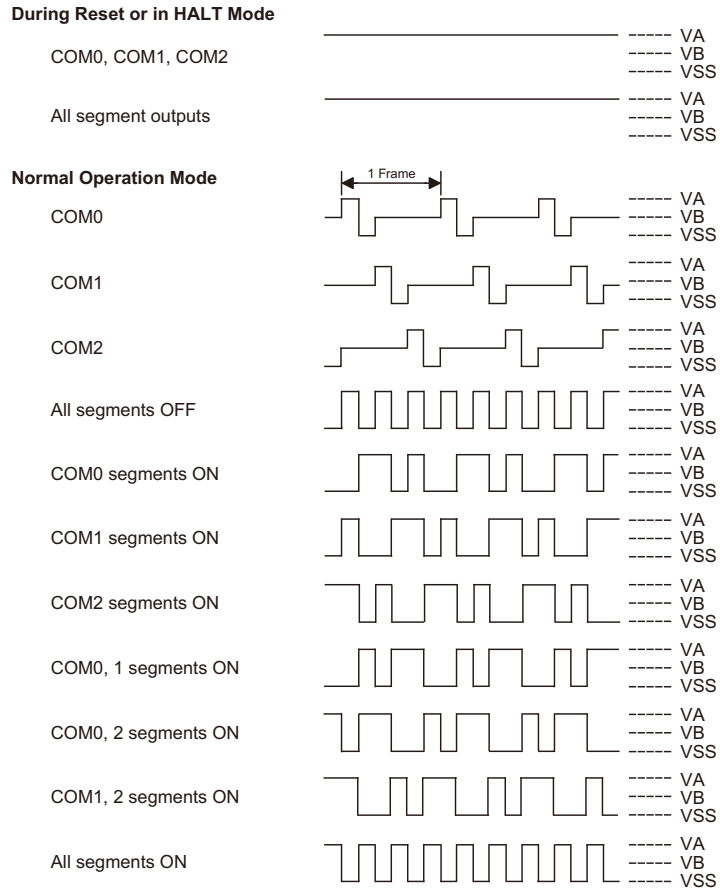 During Reset or in HALT Mode
COM0, COM1, COM2
VA
VB
VSS
All segment outputs
VA
VB
VSS
Normal Operation Mode
1 Frame
COM0
VA
VB
VSS
COM1
VA
VB
VSS
COM2
VA
VB
VSS
All segments OFF
VA
VB
VSS
COM0 segments ON
VA
VB
VSS
COM1 segments ON
VA
VB
VSS
COM2 segments ON
VA
VB
VSS
COM0, 1 segments ON
VA
VB
VSS
COM0, 2 segments ON
VA
VB
VSS
COM1, 2 segments ON
VA
VB
VSS
All segments ON
VA
VB
VSS